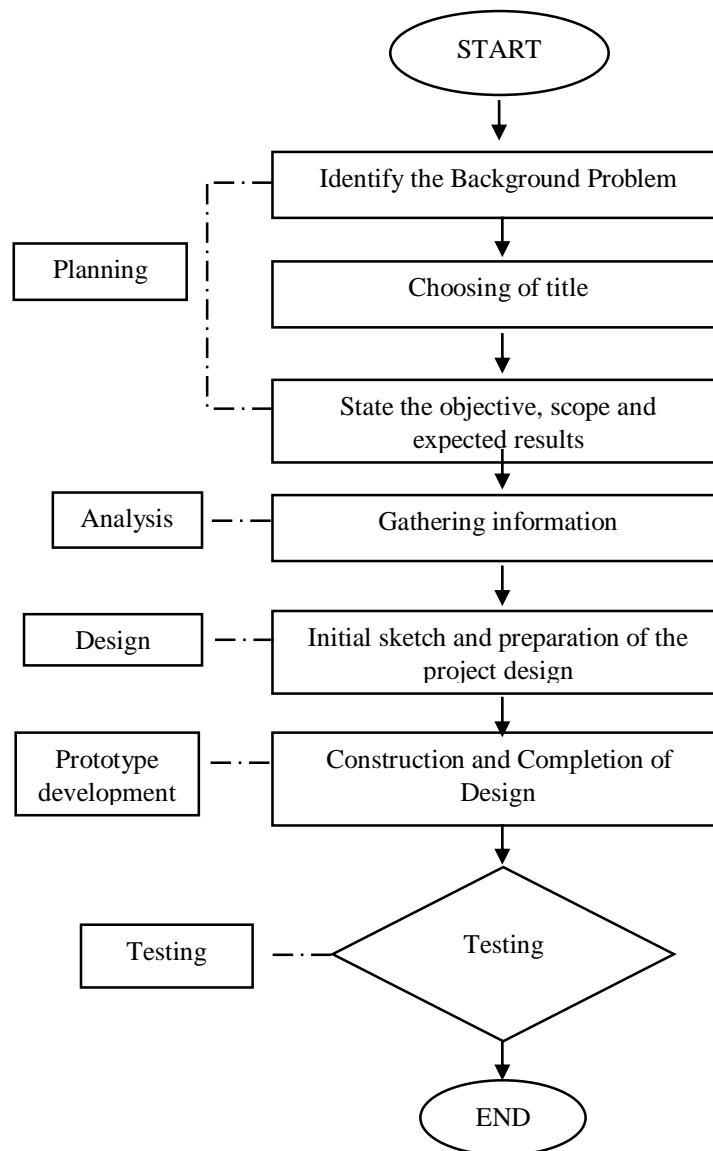 START
Identify the Background Problem
Planning
Choosing of title
State the objective, scope and
expected results
Analysis
Gathering information
Design
Initial sketch and preparation of the
project design
Prototype
development
Construction and Completion of
Design
Testing
Testing
END